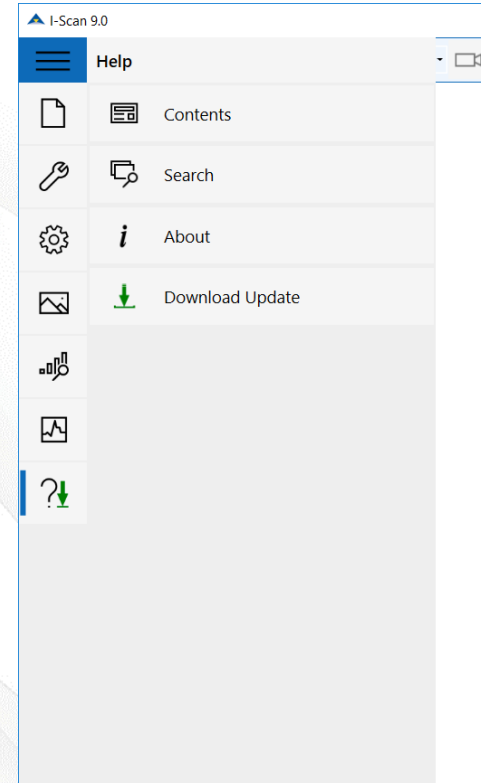 I-Scan 9.0
Help
Contents
Search
About
Download Update